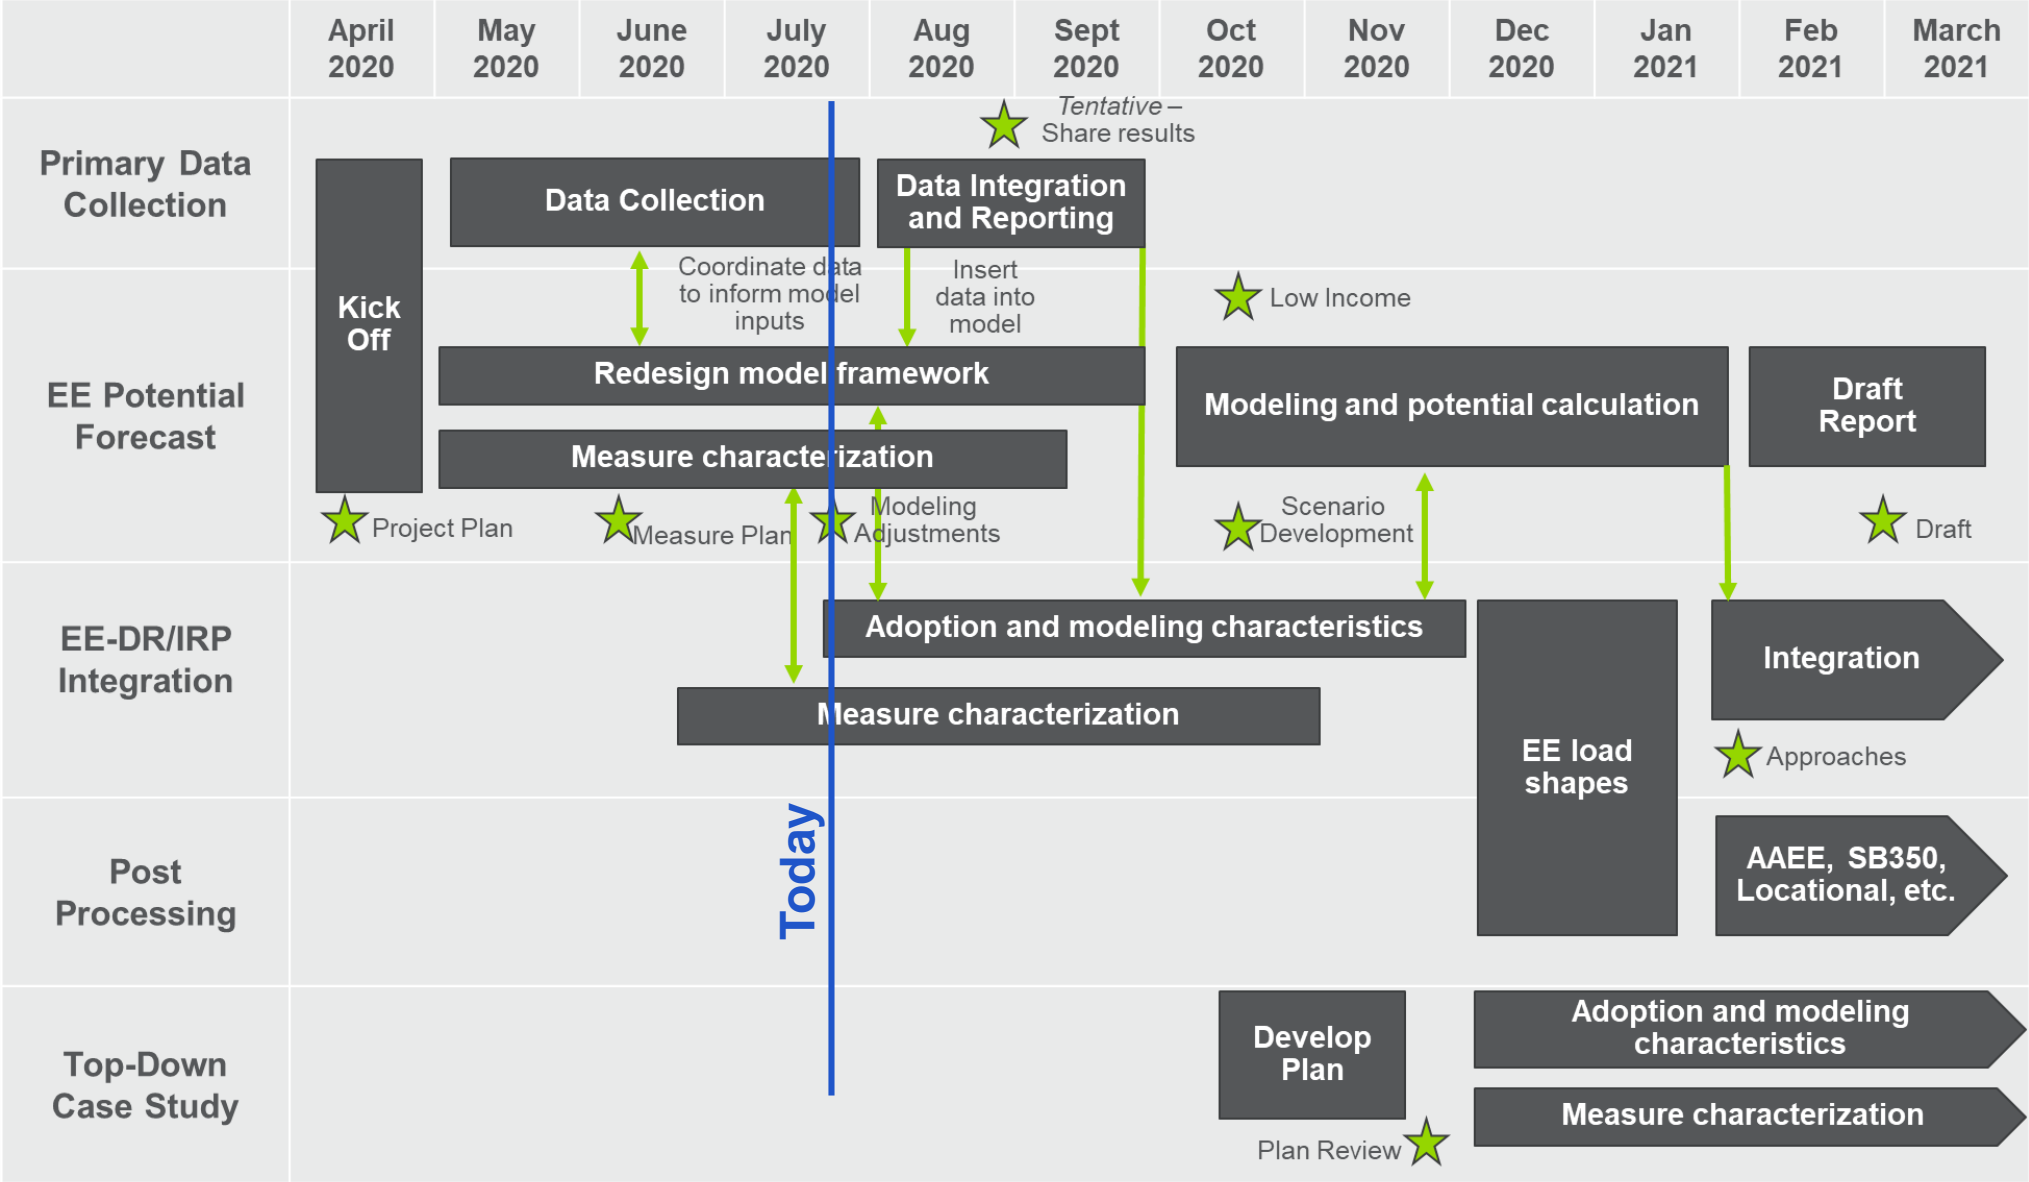 April
2020
May
2020
June
2020
July
2020
Aug
2020
Sept
2020
Oct
2020
Nov
2020
Dec
2020
Jan
2021
Feb
2021
March
2021
Primary Data
Collection
Kick
Off
Data Collection
Data Integration
and Reporting
Tentative –
Share results
Coordinate data
to inform model
inputs
Insert
data into
model
EE Potential
Forecast
Low Income
Redesign model framework
Measure characterization
Modeling and potential calculation
Draft
Report
Project Plan
Measure Plan
Modeling
Adjustments
Scenario
Development
Draft
EE-DR/IRP
Integration
Adoption and modeling characteristics
Measure characterization
EE load
shapes
Integration
Approaches
Today
Post
Processing
AAEE, SB350,
Locational, etc.
Top-Down
Case Study
Develop
Plan
Plan Review
Adoption and modeling
characteristics
Measure characterization